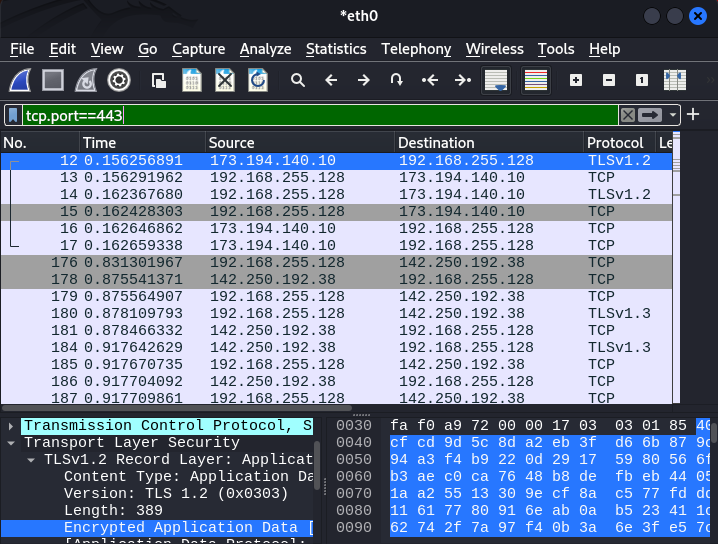 *eth0
File Edit View Go Capture Analyze Statistics Telephony Wireless Tools Help
tcp.port==443
No. Time Source Destination Protocol Le
12 0.156256891 173.194.140.10 192.168.255.128 TLSv1.2
13 0.156291962 192.168.255.128 173.194.140.10 TCP
14 0.162367680 192.168.255.128 173.194.140.10 TLSv1.2
15 0.162428303 192.168.255.128 173.194.140.10 TCP
16 0.162646862 173.194.140.10 192.168.255.128 TCP
17 0.162659338 173.194.140.10 192.168.255.128 TCP
176 0.831301967 192.168.255.128 142.250.192.38 TCP
178 0.875541371 142.250.192.38 192.168.255.128 TCP
179 0.875564907 192.168.255.128 142.250.192.38 TCP
180 0.878109793 192.168.255.128 142.250.192.38 TLSv1.3
181 0.878466332 142.250.192.38 192.168.255.128 TCP
184 0.917642629 142.250.192.38 192.168.255.128 TLSv1.3
185 0.917670735 192.168.255.128 142.250.192.38 TCP
186 0.917704092 142.250.192.38 192.168.255.128 TCP
187 0.917709861 192.168.255.128 142.250.192.38 TCP
Transmission Control Protocol, S
Transport Layer Security
TLSv1.2 Record Layer: Applicat
Content Type: Application Da
Version: TLS 1.2 (0x0303)
Length: 389
Encrypted Application Data [
[Application Data Protocol:
0030 fa f0 a9 72 00 00 17 03 03 01 85 40
0040 cf cd 9d 5c 8d a2 eb 3f d6 6b 87 9c
0050 94 a3 f4 b9 22 0d 29 17 59 80 56 6f
0060 b3 ae c0 ca 76 48 b8 de fb eb 44 05
0070 1a a2 55 13 30 9e cf 8a c5 77 fd dd
0080 11 61 77 80 91 6e ab 0a b5 23 41 1c
0090 62 74 2f 7a 97 f4 0b 3a 6e 3f e5 7c